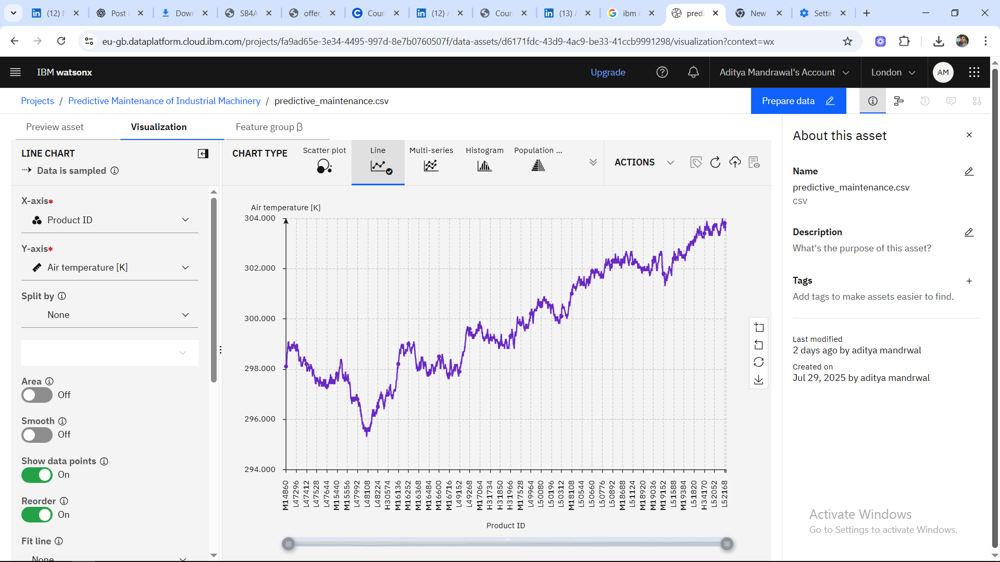 (12) F
Post i
Down
SB4A
offer_
Cours
(12) A
Cour
(13) A
ibm c
predi
New
Settin
eu-gb.dataplatform.cloud.ibm.com/projects/fa9ad65e-3e34-4495-997d-8e7b0760507f/data-assets/d6171fdc-43d9-4ac9-be33-41ccb9991298/visualization?context=wx
IBM watsonx
Upgrade
Aditya Mandrawal's Account
London
AM
Projects / Predictive Maintenance of Industrial Machinery / predictive_maintenance.csv
Prepare data
Preview asset
Visualization
Feature group β
LINE CHART
Data is sampled
X-axis*
Product ID
Y-axis*
Air temperature [K]
Split by
None
Area
Off
Smooth
Off
Show data points
On
Reorder
On
Fit line
None
CHART TYPE
Scatter plot
Line
Multi-series
Histogram
Population ...
ACTIONS
Air temperature [K]
304.000
302.000
300.000
298.000
296.000
294.000
M14860
L47296
L47412
L47528
L47644
M15440
M15556
L47992
L48108
L48224
H30574
M16136
M16252
M16368
M16484
M16600
M16716
L49152
L49268
M17064
H31734
H31850
H31966
M17528
L49964
L50080
L50196
L50312
M18108
L50544
L50660
L50776
L50892
M18688
L51124
M18920
M19036
M19152
L51588
M19384
L51820
H34170
L52052
L52168
Product ID
About this asset
Name
predictive_maintenance.csv
CSV
Description
What's the purpose of this asset?
Tags
Add tags to make assets easier to find.
Last modified
2 days ago by aditya mandrwal
Created on
Jul 29, 2025 by aditya mandrwal
Activate Windows
Go to Settings to activate Windows.